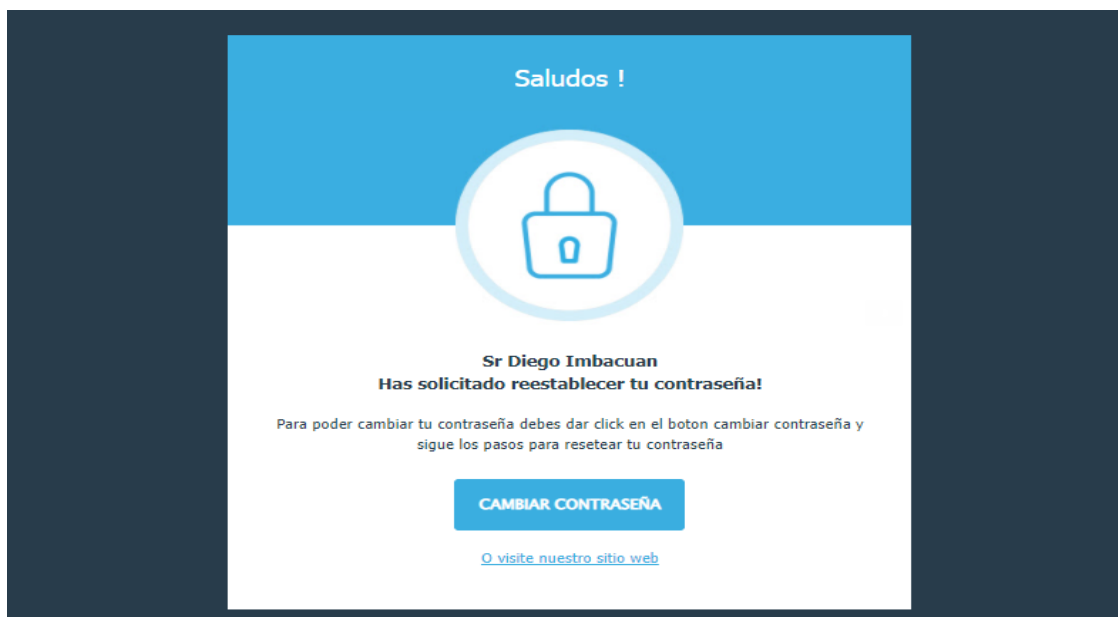 Saludos !
Sr Diego Imbacuan
Has solicitado reestablecer tu contraseña!
Para poder cambiar tu contraseña debes dar click en el boton cambiar contraseña y
sigue los pasos para resetear tu contraseña
CAMBIAR CONTRASEÑA
O visite nuestro sitio web